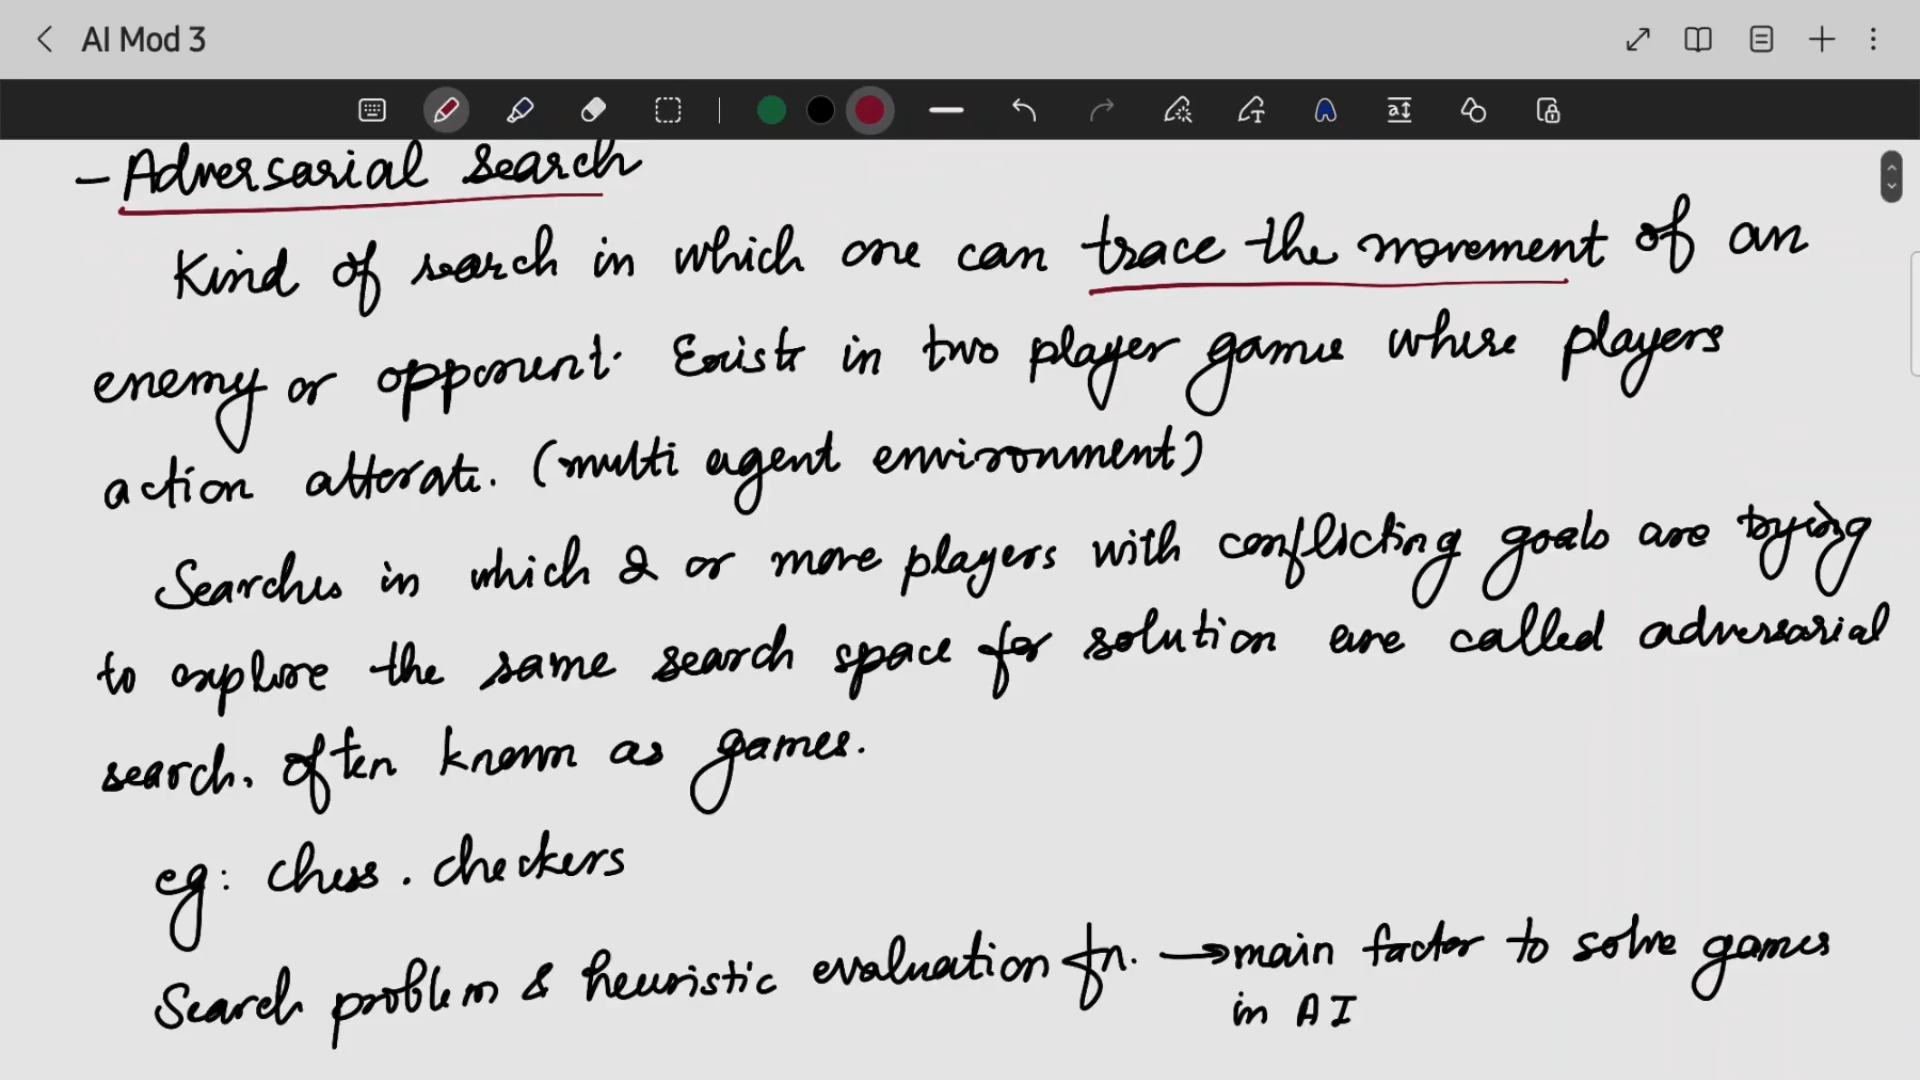 AI Mod 3
- Adversarial search
Kind of search in which one can trace the movement of an
enemy or opponent. Exists in two player game where players
action alterate. (multi agent environment)
Searches in which 2 or more players with conflicting goals are trying
to explore the same search space for solution are called adversarial
search. often known as games.
eg: chess. checkers
Search problem & heuristic evaluation fn. → main factor to solve games
in AI